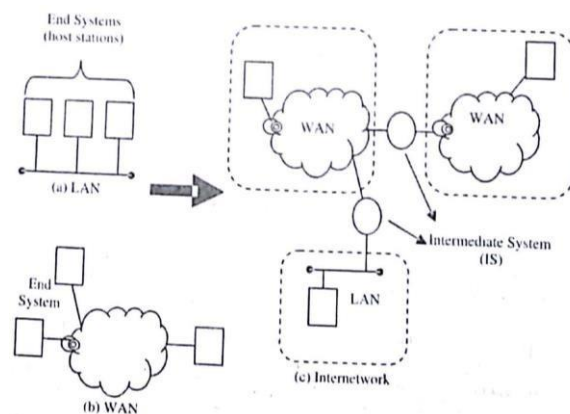 End Systems
(host stations)
(a) LAN
WAN
WAN
Intermediate System
(IS)
End
System
LAN
(b) WAN
(c) Internetwork